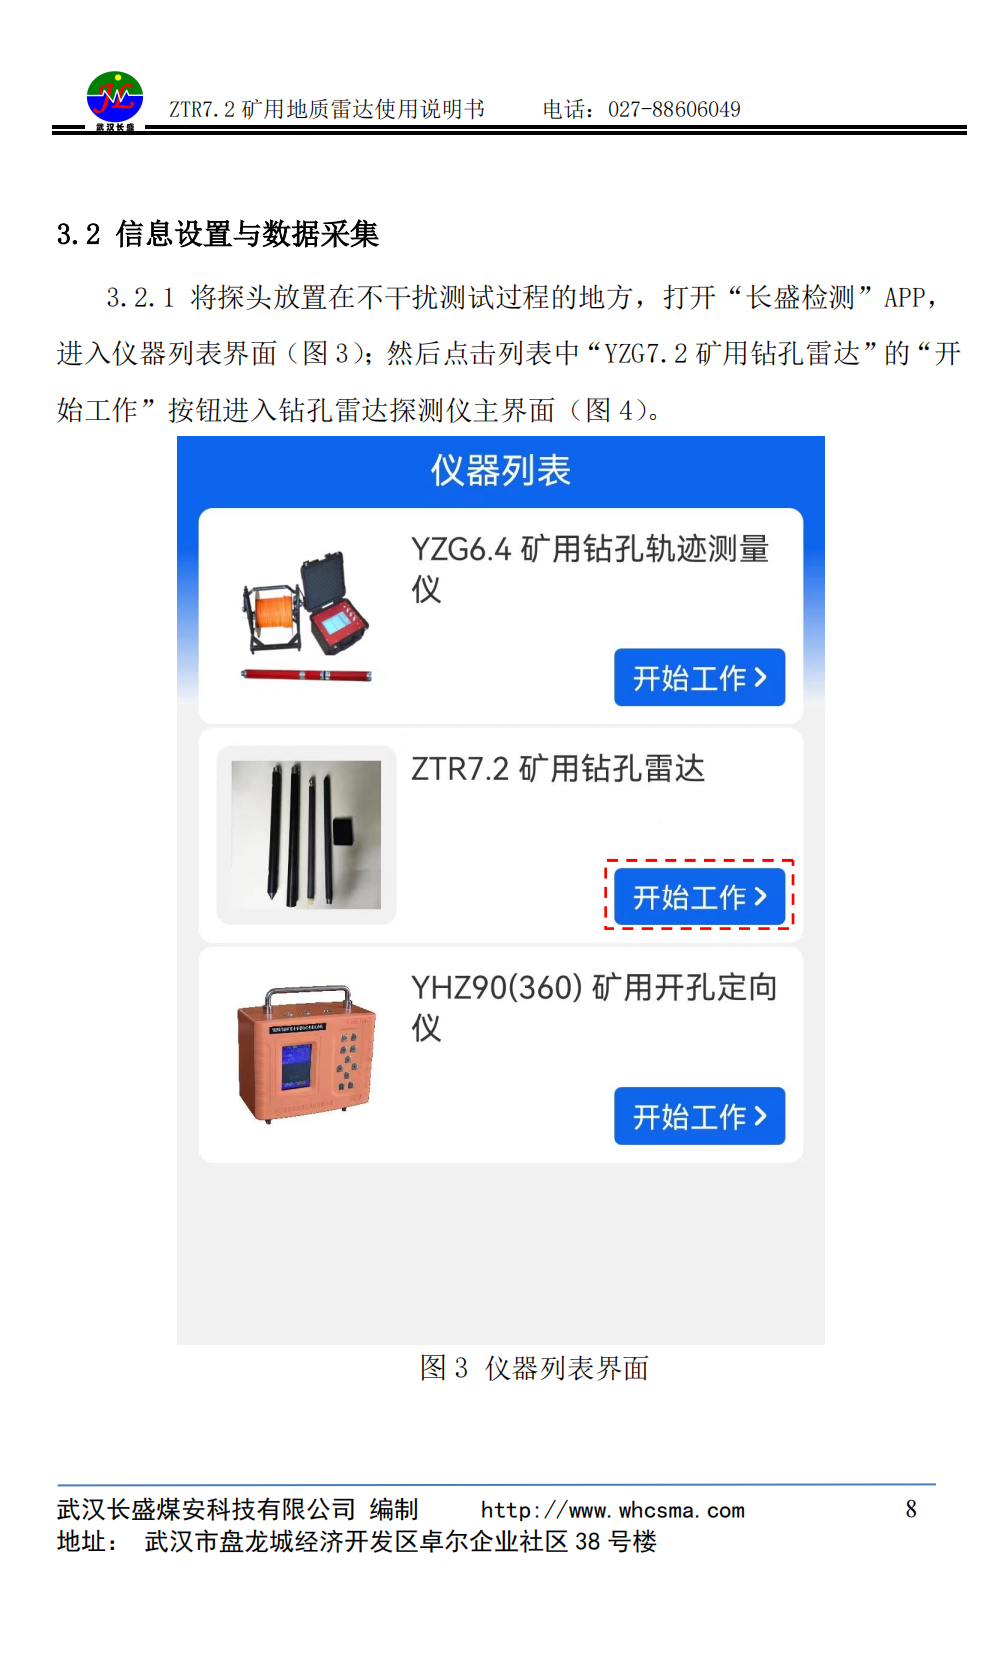 武汉长盛
ZTR7.2 矿用地质雷达使用说明书 电话：027-88606049
3.2 信息设置与数据采集
3.2.1 将探头放置在不干扰测试过程的地方，打开“长盛检测”APP，
进入仪器列表界面（图 3）；然后点击列表中“YZG7.2 矿用钻孔雷达”的“开
始工作”按钮进入钻孔雷达探测仪主界面（图 4）。
仪器列表
YZG6.4 矿用钻孔轨迹测量
仪
开始工作
ZTR7.2 矿用钻孔雷达
开始工作
YHZ90(360) 矿用开孔定向
仪
开始工作
图 3 仪器列表界面
武汉长盛煤安科技有限公司 编制 http://www.whcsma.com 8
地址： 武汉市盘龙城经济开发区卓尔企业社区 38 号楼